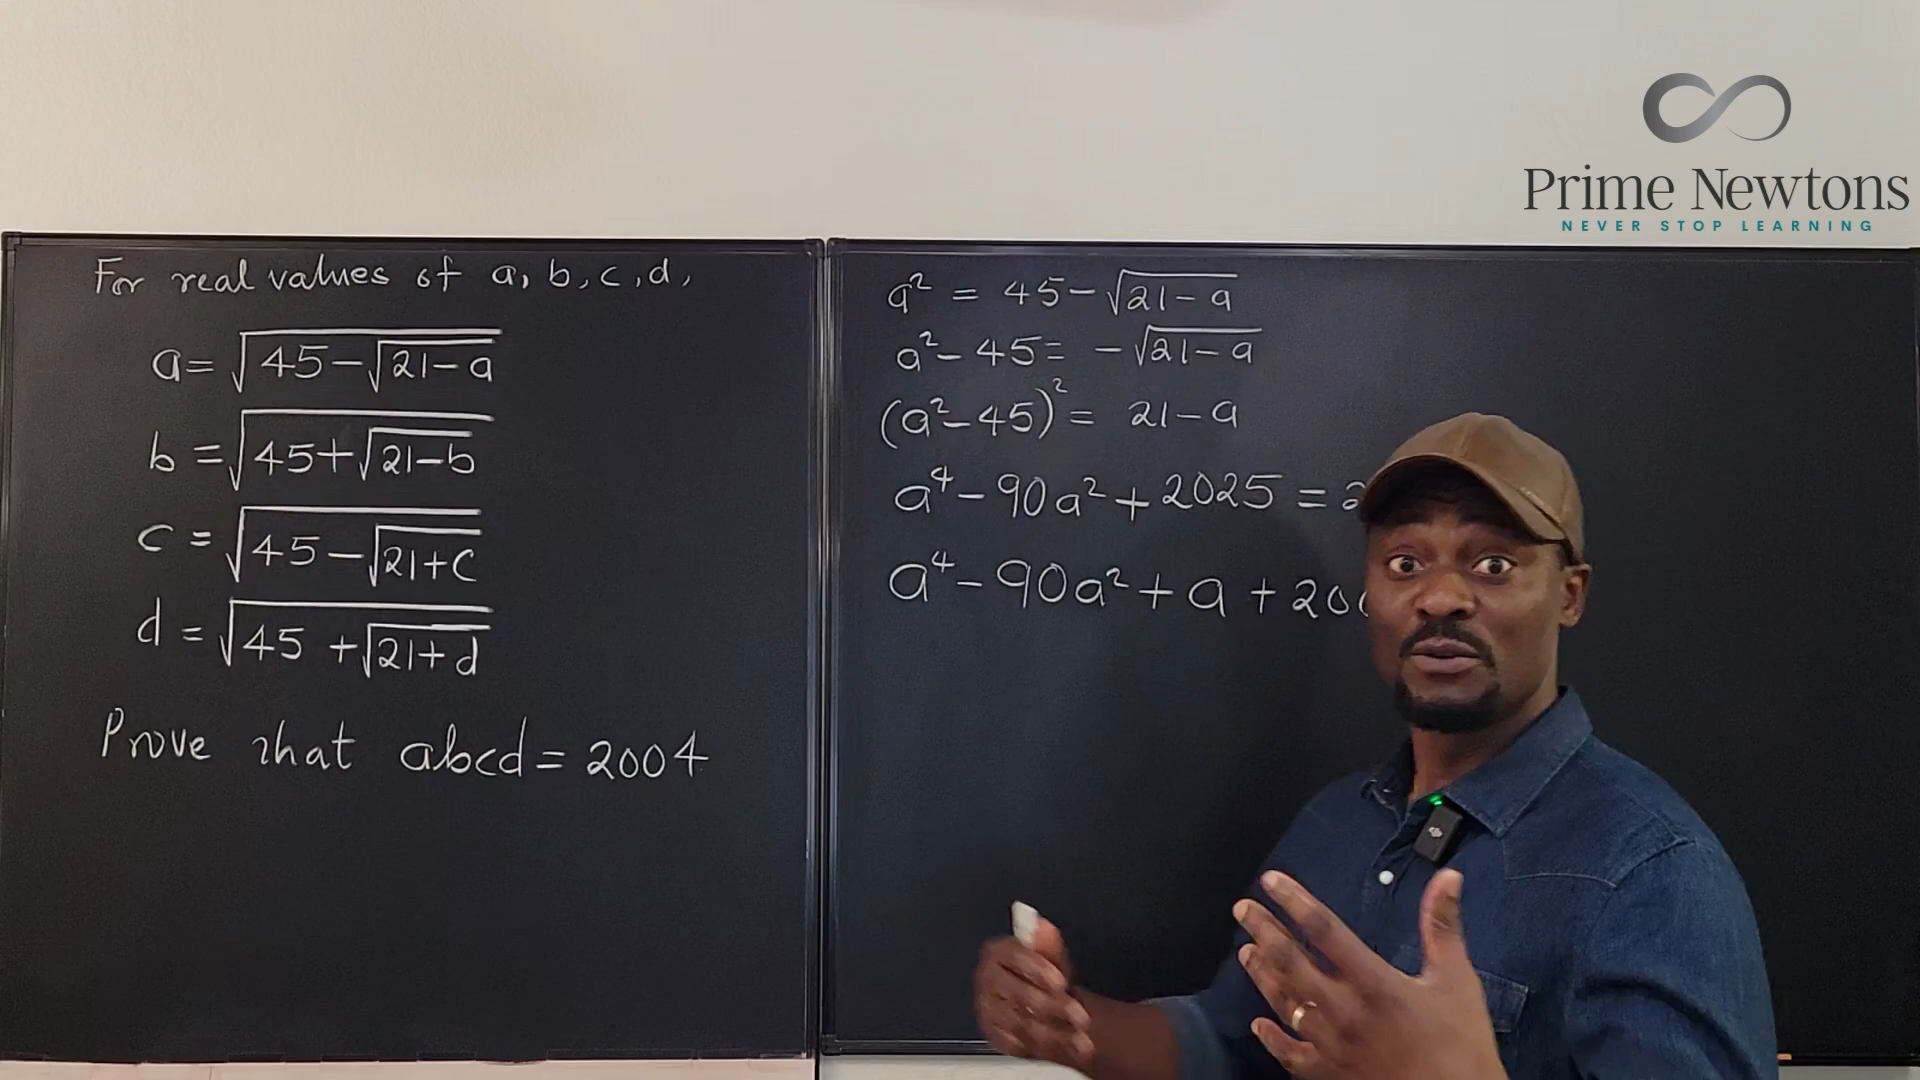 Prime Newtons
NEVER STOP LEARNING
For real values of a, b, c, d,
a = √(45 − √(21 − a))
b = √(45 + √(21 − b))
c = √(45 − √(21 + c))
d = √(45 + √(21 + d))
Prove that abcd = 2004
a² = 45 − √(21 − a)
a² − 45 = − √(21 − a)
(a² − 45)² = 21 − a
a⁴ − 90a² + 2025 =
a⁴ − 90a² + a +